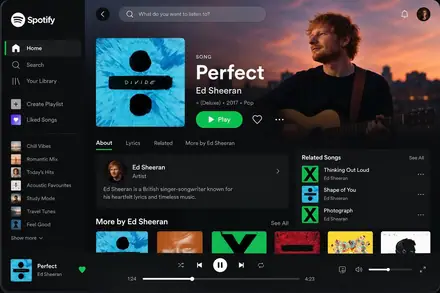 Spotify
What do you want to listen to?
Home
Search
Your Library
Create Playlist
Liked Songs
Chill Vibes
Romantic Mix
Today's Hits
Acoustic Favourites
Study Mode
Travel Tunes
Feel Good
Show more
DIVIDE
SONG
Perfect
Ed Sheeran
÷ (Deluxe) • 2017 • Pop
Play
About
Lyrics
Related
More by Ed Sheeran
Ed Sheeran
Artist
Ed Sheeran is a British singer-songwriter known for
his heartfelt lyrics and timeless music.
Related Songs
See All
Thinking Out Loud
Ed Sheeran
Shape of You
Ed Sheeran
Photograph
Ed Sheeran
More by Ed Sheeran
See All
Perfect
Ed Sheeran
1:24
4:23